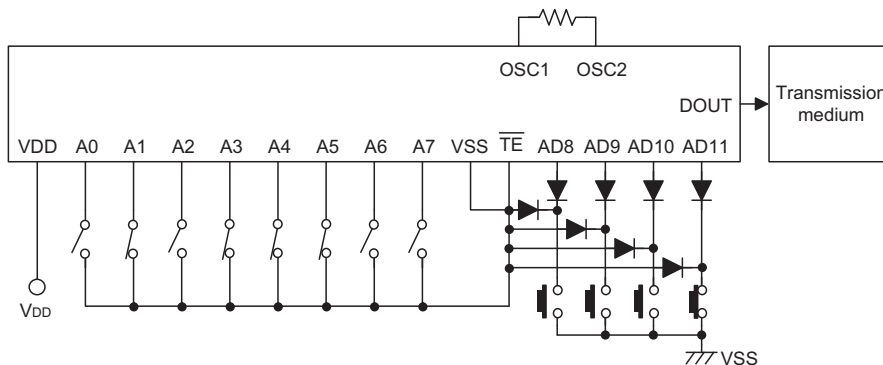 OSC1 OSC2
DOUT
Transmission
medium
VDD A0 A1 A2 A3 A4 A5 A6 A7 VSS TE AD8 AD9 AD10 AD11
VDD
VSS